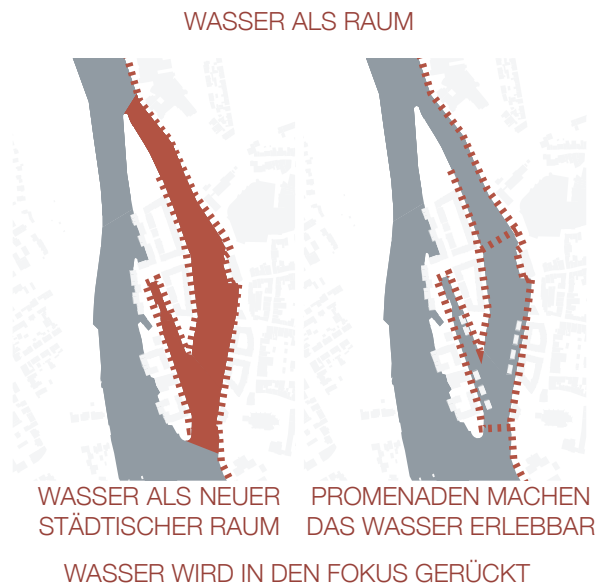 WASSER ALS RAUM
WASSER ALS NEUER
STÄDTISCHER RAUM
PROMENADEN MACHEN
DAS WASSER ERLEBBAR
WASSER WIRD IN DEN FOKUS GERÜCKT